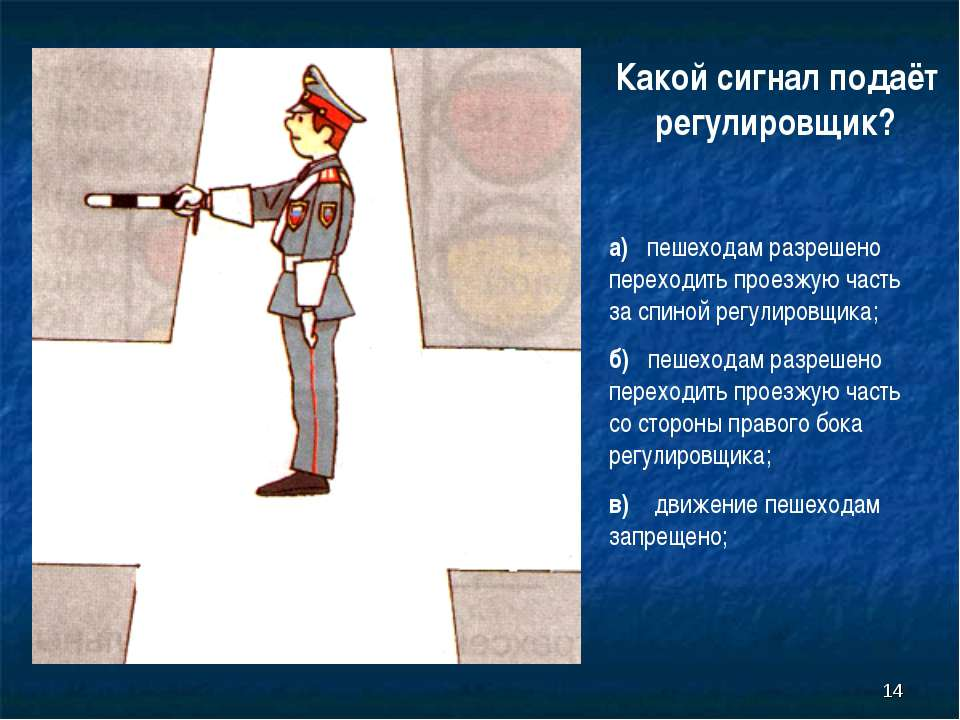 Какой сигнал подаёт
регулировщик?
а) пешеходам разрешено
переходить проезжую часть
за спиной регулировщика;
б) пешеходам разрешено
переходить проезжую часть
со стороны правого бока
регулировщика;
в) движение пешеходам
запрещено;
14